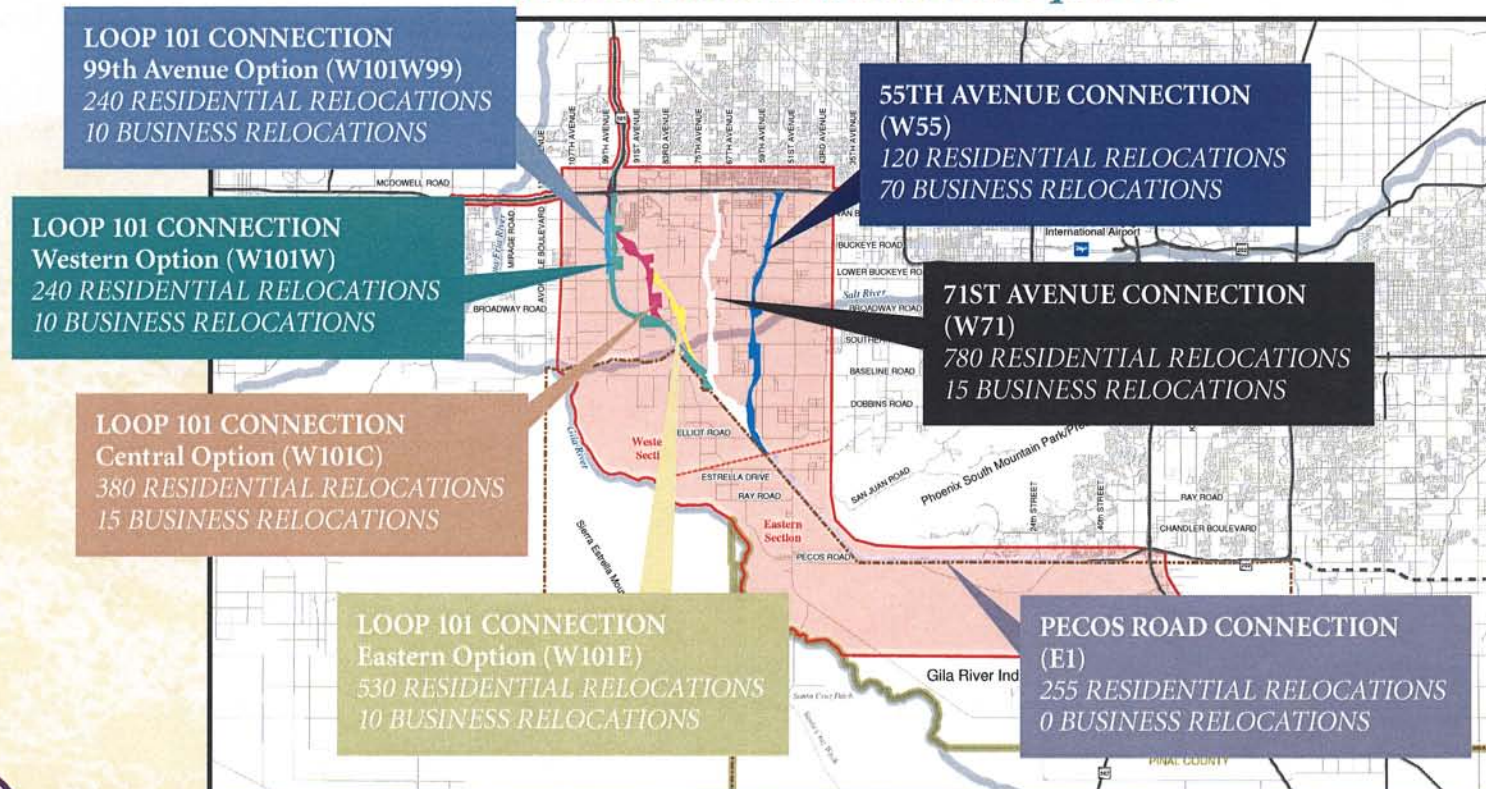 LOOP 101 CONNECTION
99th Avenue Option (W101W99)
240 RESIDENTIAL RELOCATIONS
10 BUSINESS RELOCATIONS
55TH AVENUE CONNECTION
(W55)
120 RESIDENTIAL RELOCATIONS
70 BUSINESS RELOCATIONS
LOOP 101 CONNECTION
Western Option (W101W)
240 RESIDENTIAL RELOCATIONS
10 BUSINESS RELOCATIONS
71ST AVENUE CONNECTION
(W71)
780 RESIDENTIAL RELOCATIONS
15 BUSINESS RELOCATIONS
LOOP 101 CONNECTION
Central Option (W101C)
380 RESIDENTIAL RELOCATIONS
15 BUSINESS RELOCATIONS
LOOP 101 CONNECTION
Eastern Option (W101E)
530 RESIDENTIAL RELOCATIONS
10 BUSINESS RELOCATIONS
PECOS ROAD CONNECTION
(E1)
255 RESIDENTIAL RELOCATIONS
0 BUSINESS RELOCATIONS
107TH AVENUE
99TH AVENUE
91ST AVENUE
83RD AVENUE
75TH AVENUE
67TH AVENUE
59TH AVENUE
51ST AVENUE
43RD AVENUE
35TH AVENUE
MCDOWELL ROAD
MIRAGE ROAD
BROADWAY ROAD
BUCKEYE ROAD
LOWER BUCKEYE
Salt River
BROADWAY ROAD
BASELINE ROAD
DOBBINS ROAD
International Airport
ELLIOT ROAD
Gila River
ESTRELLA DRIVE
RAY ROAD
SAN JUAN ROAD
Phoenix South Mountain
24th STREET
40th STREET
RAY ROAD
CHANDLER BOULEVARD
Eastern
Section
PECOS ROAD
Sierra Estrella
Gila River
PINAL COUNTY